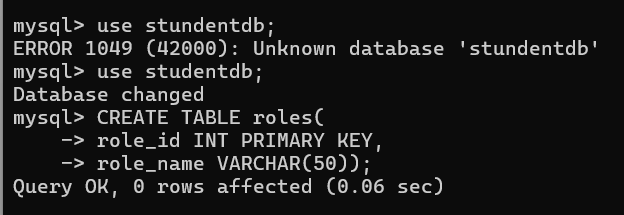 mysql> use stundentdb;
ERROR 1049 (42000): Unknown database 'stundentdb'
mysql> use studentdb;
Database changed
mysql> CREATE TABLE roles(
    -> role_id INT PRIMARY KEY,
    -> role_name VARCHAR(50));
Query OK, 0 rows affected (0.06 sec)